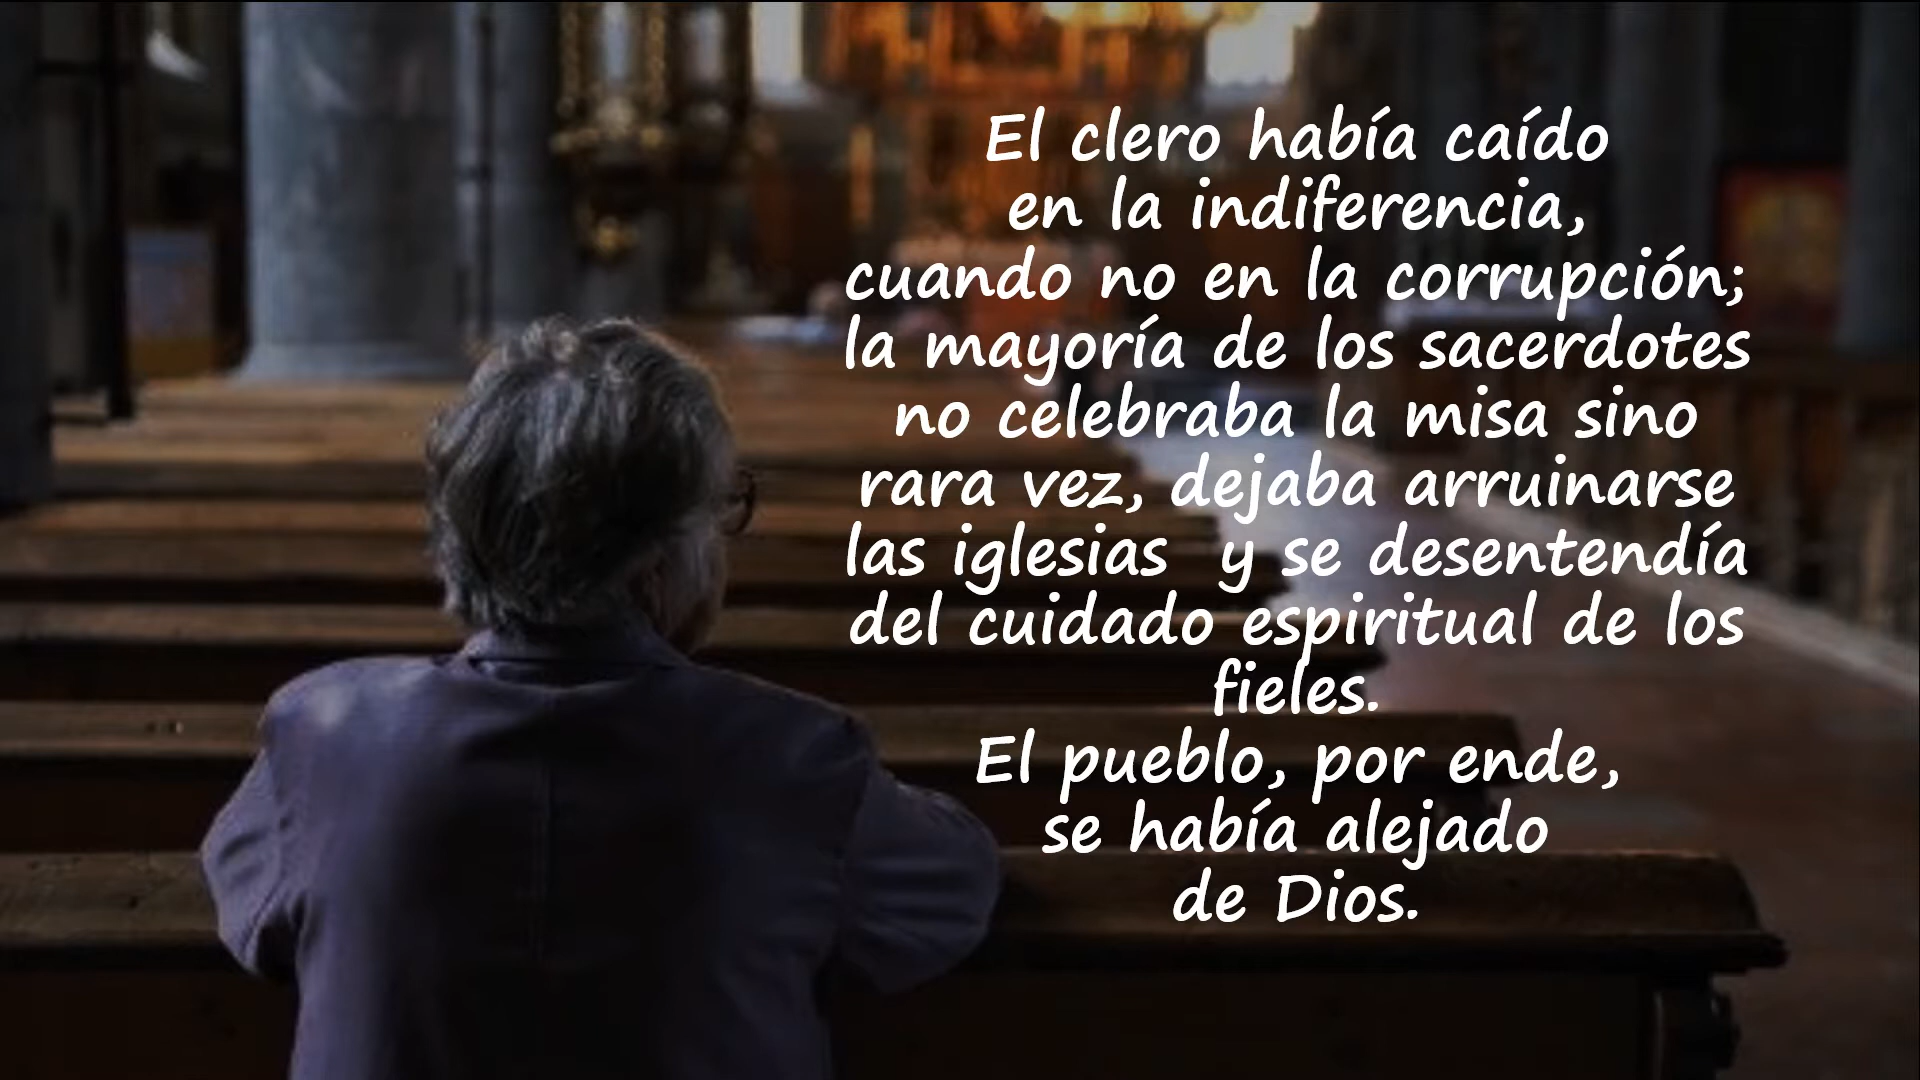 El clero había caído
en la indiferencia,
cuando no en la corrupción;
la mayoría de los sacerdotes
no celebraba la misa sino
rara vez, dejaba arruinarse
las iglesias  y se desentendía
del cuidado espiritual de los
fieles.
El pueblo, por ende,
se había alejado
de Dios.